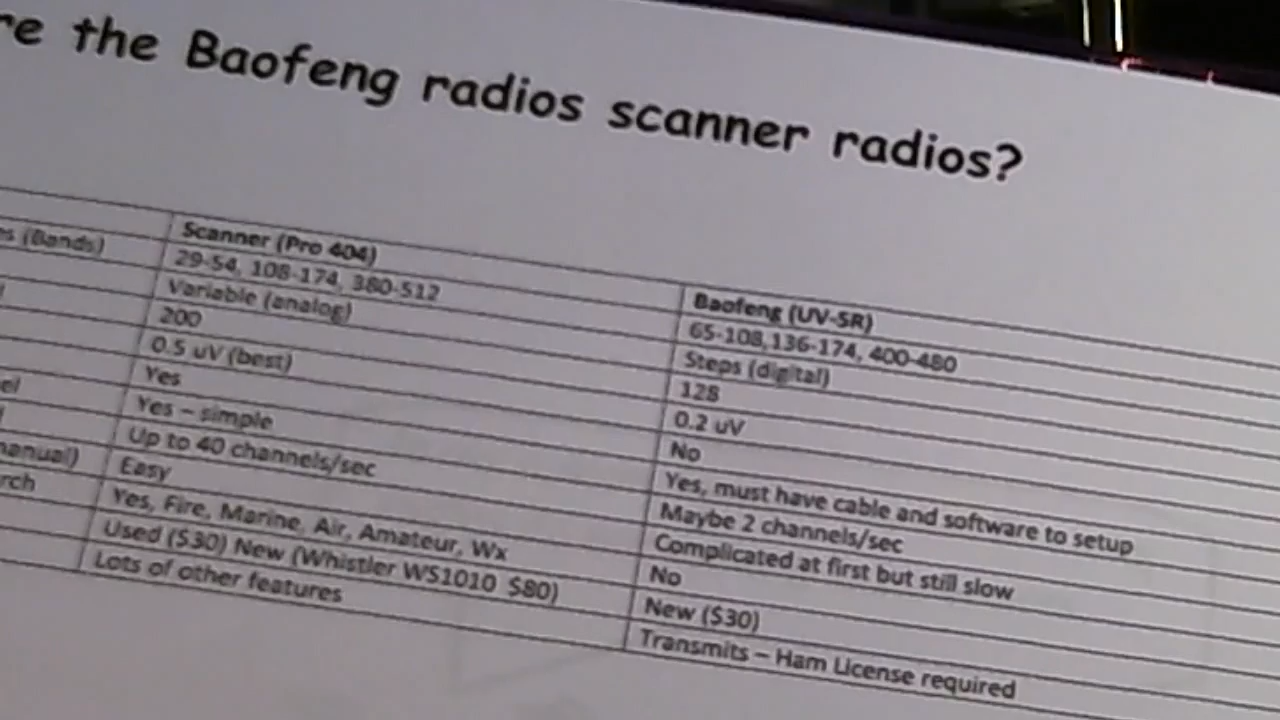 re the Baofeng radios scanner radios?
Scanner (Pro 404) Baofeng (UV-5R)
es (Bands) 29-54, 108-174, 380-512 65-108,136-174, 400-480
Variable (analog) Steps (digital)
200 128
0.5 uV (best) 0.2 uV
Yes No
el Yes – simple Yes, must have cable and software to setup
Up to 40 channels/sec Maybe 2 channels/sec
manual) Easy Complicated at first but still slow
rch Yes, Fire, Marine, Air, Amateur, Wx No
Used ($30) New (Whistler WS1010 $80) New ($30)
Lots of other features Transmits – Ham License required